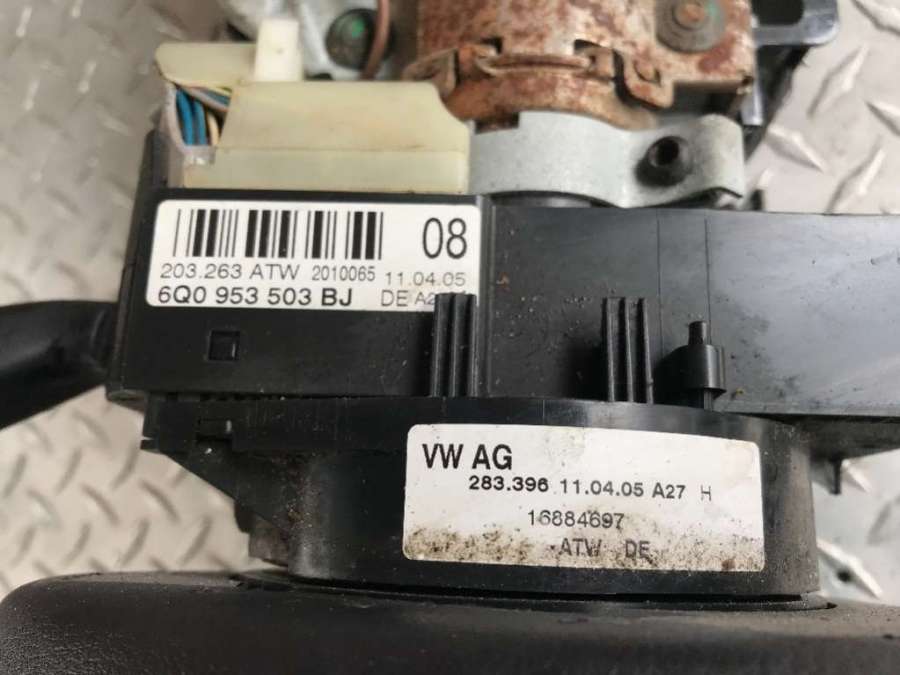 08
203.263 ATW 2010065 11.04.05
6Q0 953 503 BJ DE
VW AG
283.396 11.04.05 A27 H
16884697
ATW DE